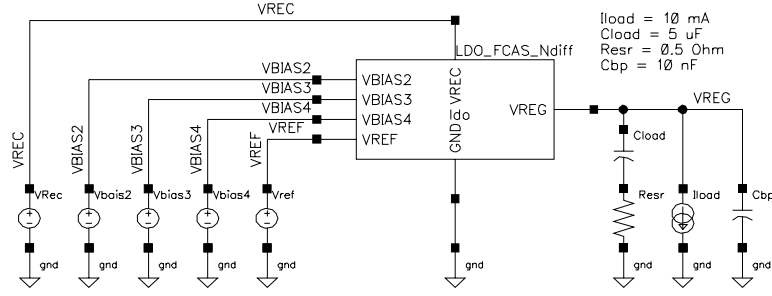 VREC
Iload = 10 mA
Cload = 5 uF
Resr = 0.5 Ohm
Cbp = 10 nF
LDO_FCAS_Ndiff
VBIAS2
VBIAS3
VBIAS4
VREF
VBIAS2
VBIAS3
VBIAS4
VREF
VREC
ldo
GND
VREG
VREG
VREC
VBIAS2
VBIAS3
VBIAS4
VREF
Cload
VRec
Vbais2
Vbias3
Vbias4
Vref
Resr
Iload
Cbp
gnd
gnd
gnd
gnd
gnd
gnd
gnd
gnd
gnd